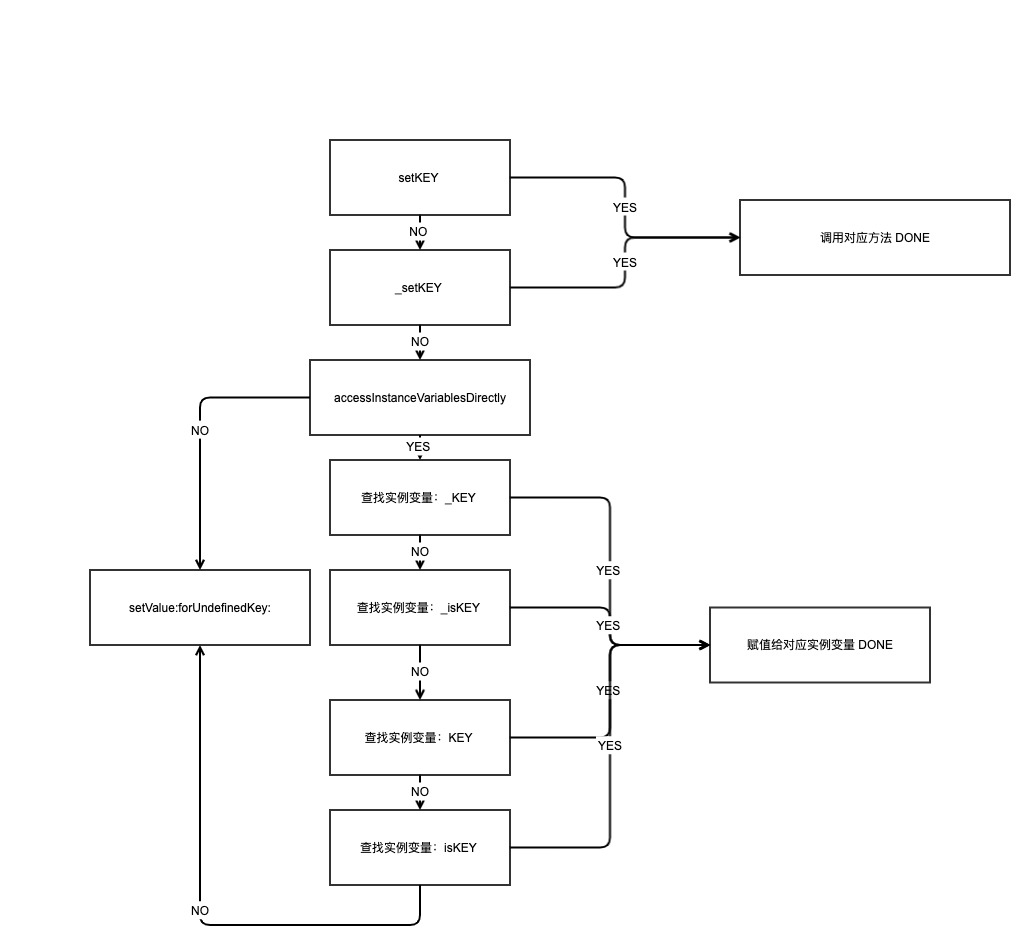 setKEY
YES
调用对应方法 DONE
NO
YES
_setKEY
NO
accessInstanceVariablesDirectly
NO
YES
查找实例变量：_KEY
NO
YES
setValue:forUndefinedKey:
查找实例变量：_isKEY
YES
赋值给对应实例变量 DONE
NO
YES
查找实例变量：KEY
YES
NO
查找实例变量：isKEY
NO